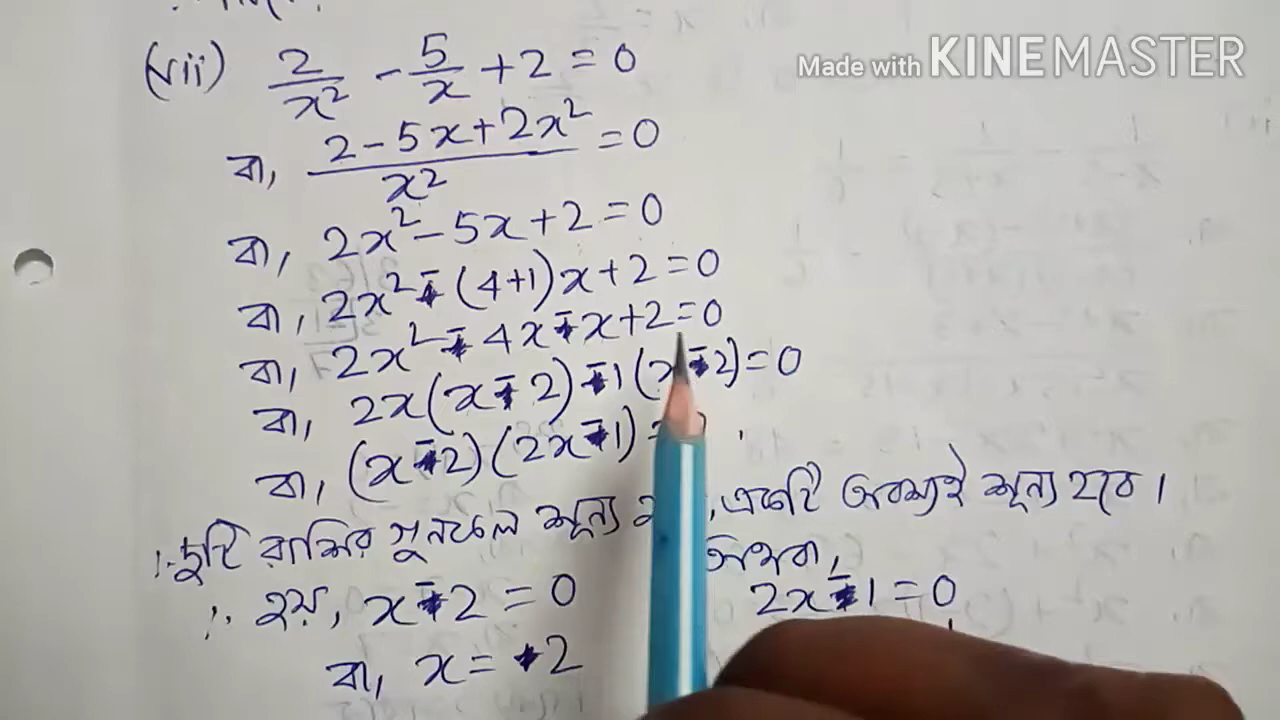 Made with KINEMASTER
(vii) 2/x² - 5/x + 2 = 0
বা, (2 - 5x + 2x²)/x² = 0
বা, 2x² - 5x + 2 = 0
বা, 2x² - (4+1)x + 2 = 0
বা, 2x² - 4x - x + 2 = 0
বা, 2x(x - 2) - 1(x - 2) = 0
বা, (x - 2)(2x - 1) =
∴ দুটি রাশির গুনফল শূন্য , একটি অবশ্যই শূন্য হবে।
∴ হয়, x - 2 = 0
বা, x = 2
অথবা,
2x - 1 = 0